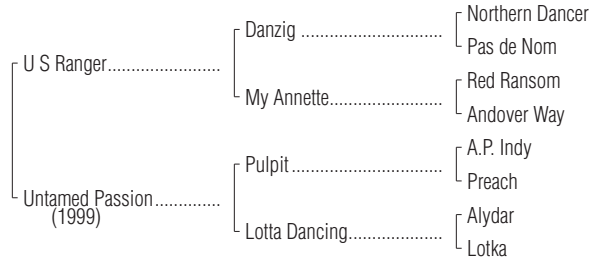 Northern Dancer
Danzig ..............................
Pas de Nom
U S Ranger........................
Red Ransom
My Annette........................
Andover Way
A.P. Indy
Pulpit ................................
Preach
Untamed Passion..............
(1999)
Alydar
Lotta Dancing....................
Lotka